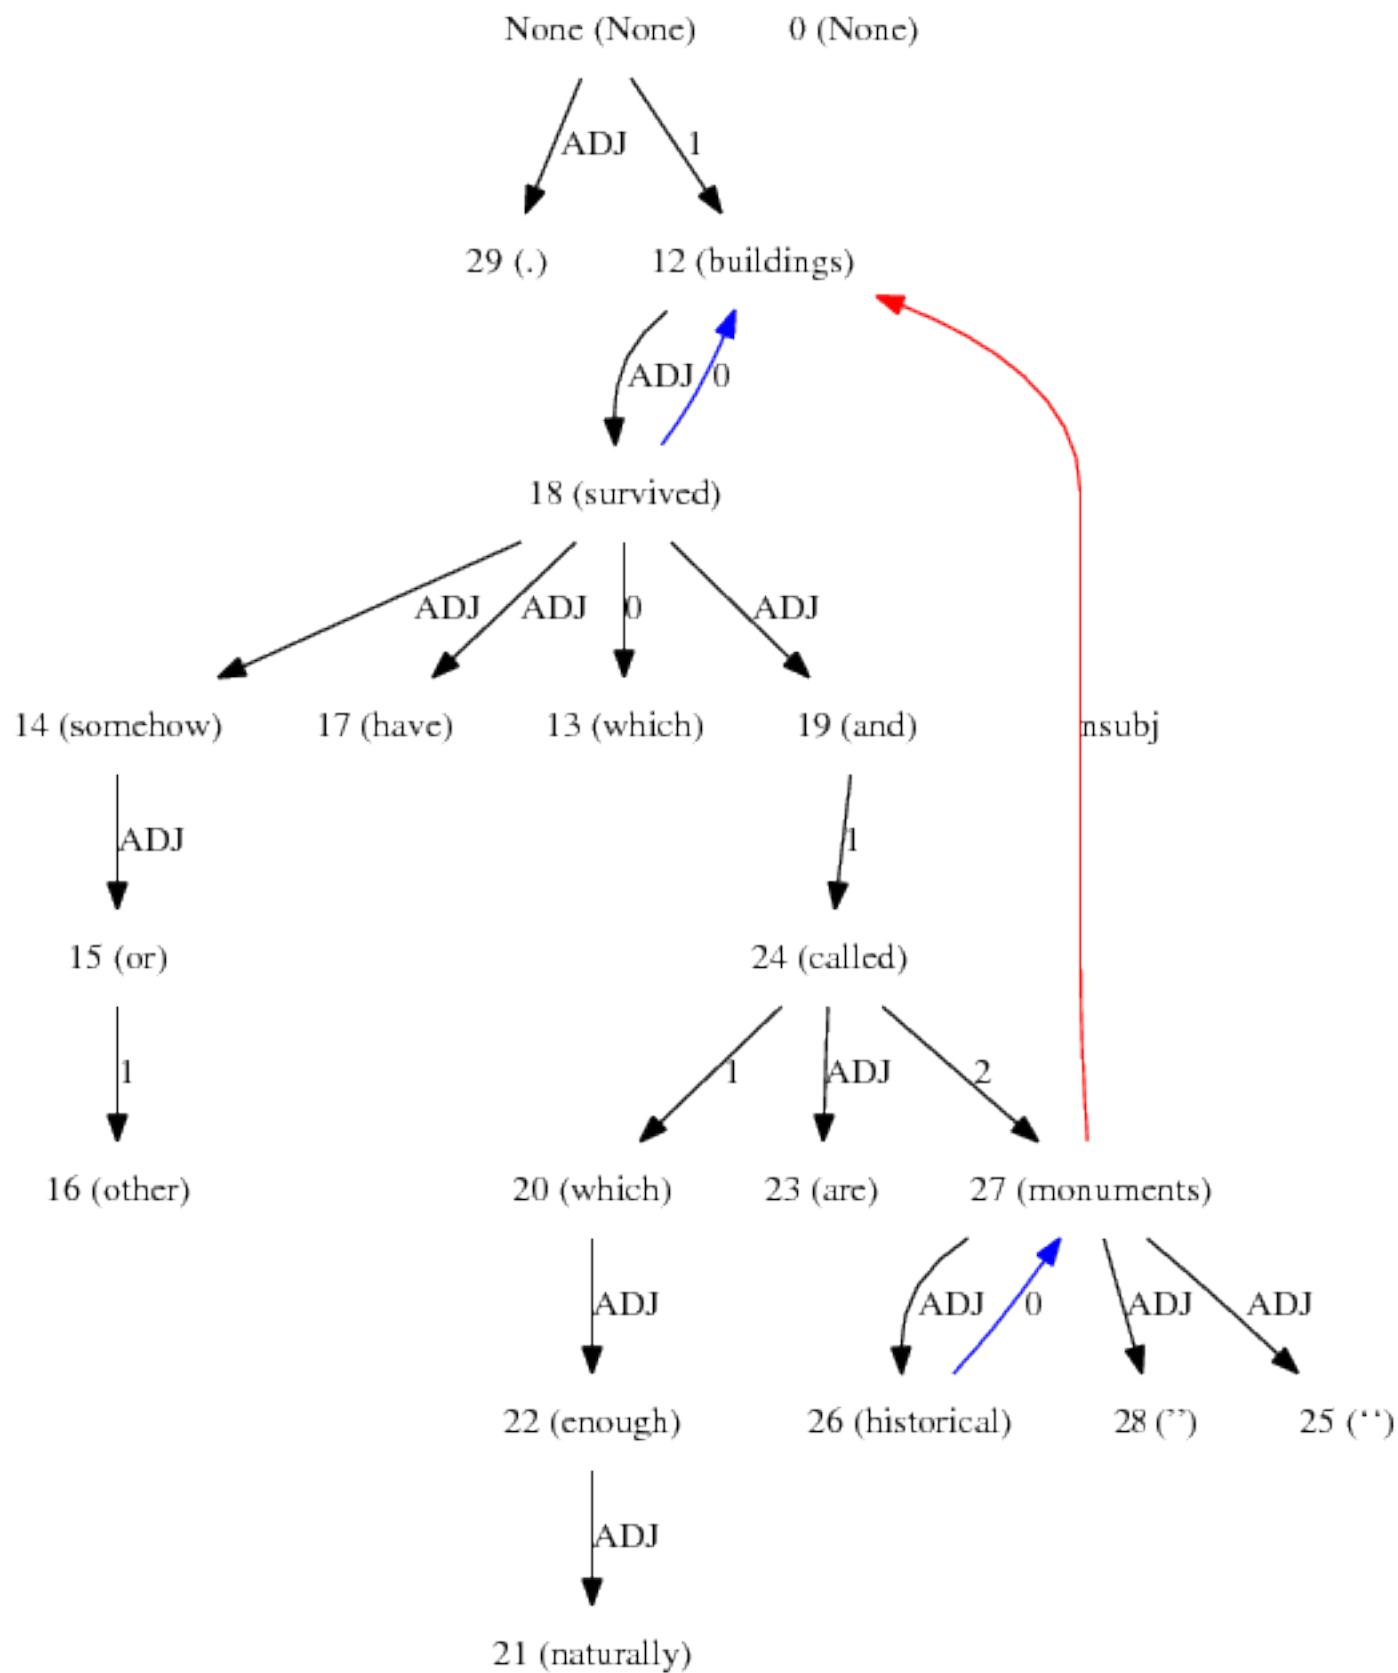 None (None) 0 (None)
ADJ 1
29 (.) 12 (buildings)
ADJ 0
18 (survived)
ADJ ADJ 0 ADJ
14 (somehow) 17 (have) 13 (which) 19 (and) nsubj
ADJ 1
15 (or) 24 (called)
1 1 ADJ 2
16 (other) 20 (which) 23 (are) 27 (monuments)
ADJ ADJ 0 ADJ ADJ
22 (enough) 26 (historical) 28 (’’) 25 (‘‘)
ADJ
21 (naturally)